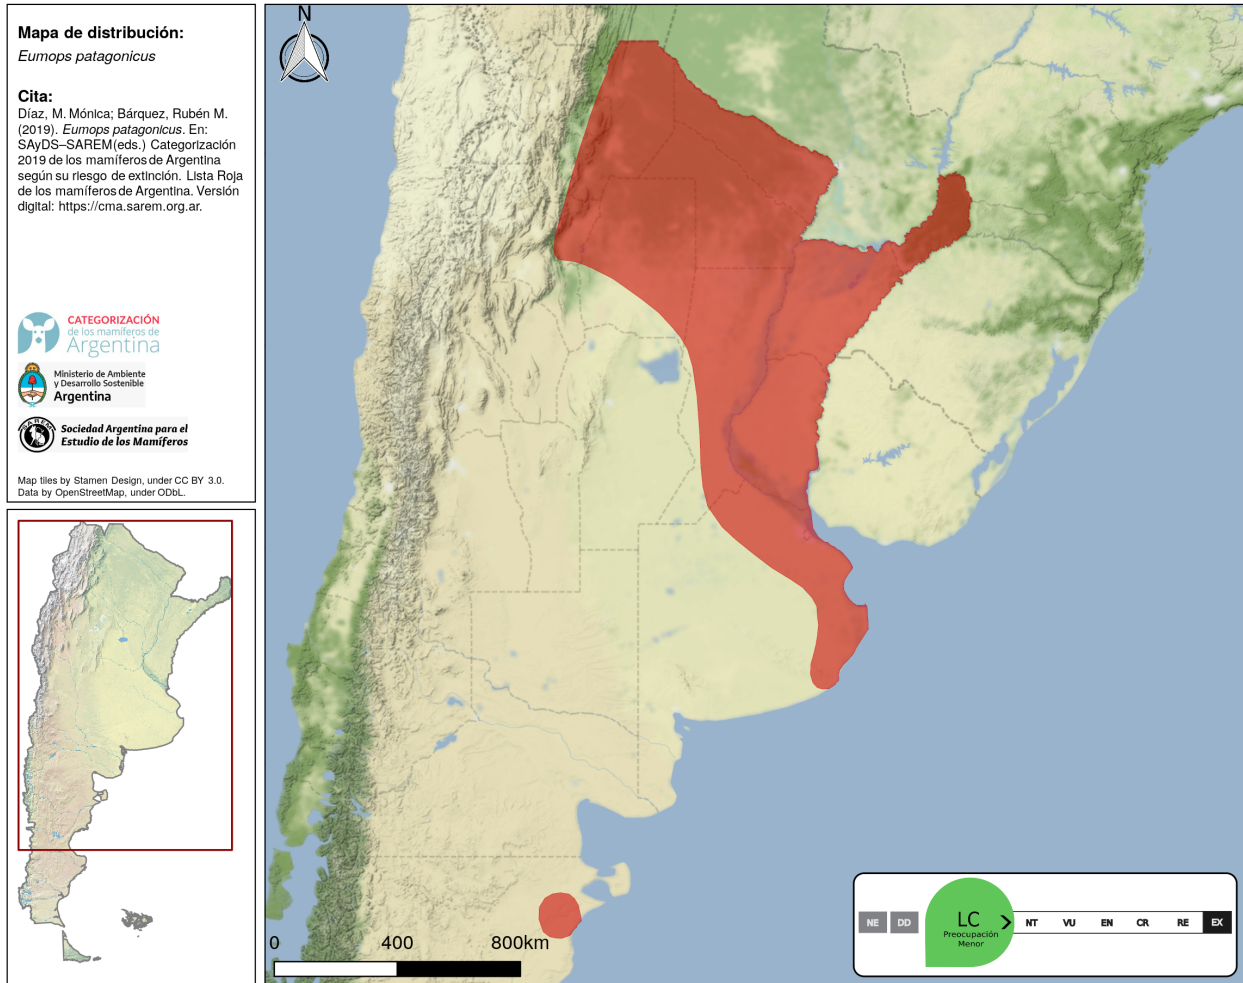 Mapa de distribución:
Eumops patagonicus
Cita:
Díaz, M. Mónica; Bárquez, Rubén M.
(2019). Eumops patagonicus. En:
SAyDS–SAREM(eds.) Categorización
2019 de los mamíferos de Argentina
según su riesgo de extinción. Lista Roja
de los mamíferos de Argentina. Versión
digital: https://cma.sarem.org.ar.
CATEGORIZACIÓN
de los mamíferos de
Argentina
Ministerio de Ambiente
y Desarrollo Sostenible
Argentina
SAREM
Sociedad Argentina para el
Estudio de los Mamíferos
Map tiles by Stamen Design, under CC BY 3.0.
Data by OpenStreetMap, under ODbL.
N
0 400 800km
NE DD LC NT VU EN CR RE EX
Preocupación
Menor